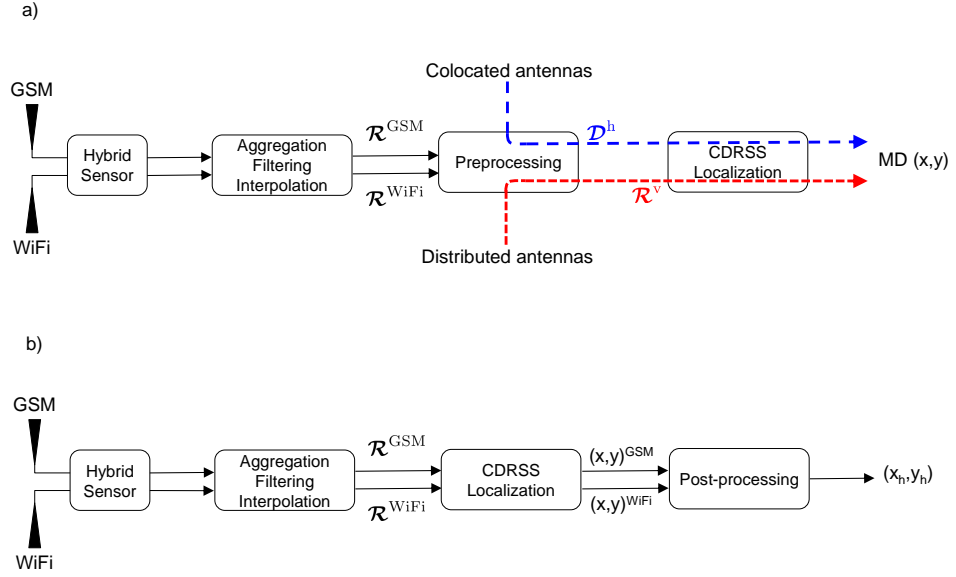 a)
Colocated antennas
GSM
Hybrid
Sensor
Aggregation
Filtering
Interpolation
𝓡^GSM
𝓡^WiFi
Preprocessing
𝓓^h
𝓡^v
CDRSS
Localization
MD (x,y)
WiFi
Distributed antennas
b)
GSM
Hybrid
Sensor
Aggregation
Filtering
Interpolation
𝓡^GSM
𝓡^WiFi
CDRSS
Localization
(x,y)^GSM
(x,y)^WiFi
Post-processing
(x_h,y_h)
WiFi